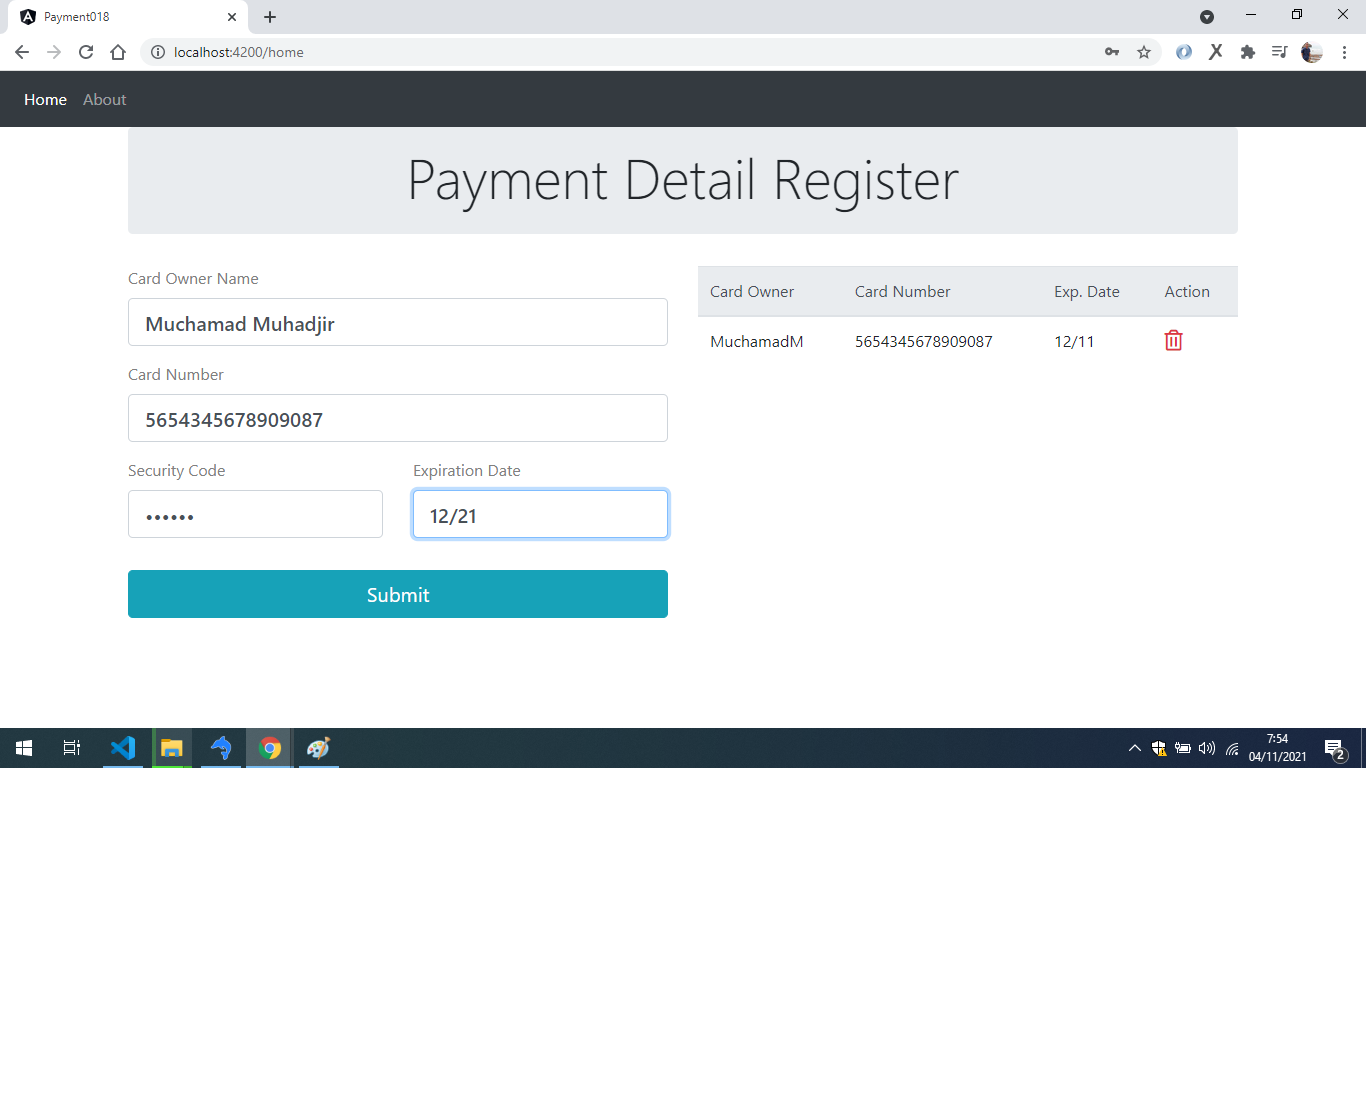 Payment018
localhost:4200/home
Home About
Payment Detail Register
Card Owner Name
Muchamad Muhadjir
Card Number
5654345678909087
Security Code Expiration Date
•••••• 12/21
Submit
Card Owner Card Number Exp. Date Action
MuchamadM 5654345678909087 12/11
7:54
04/11/2021
2